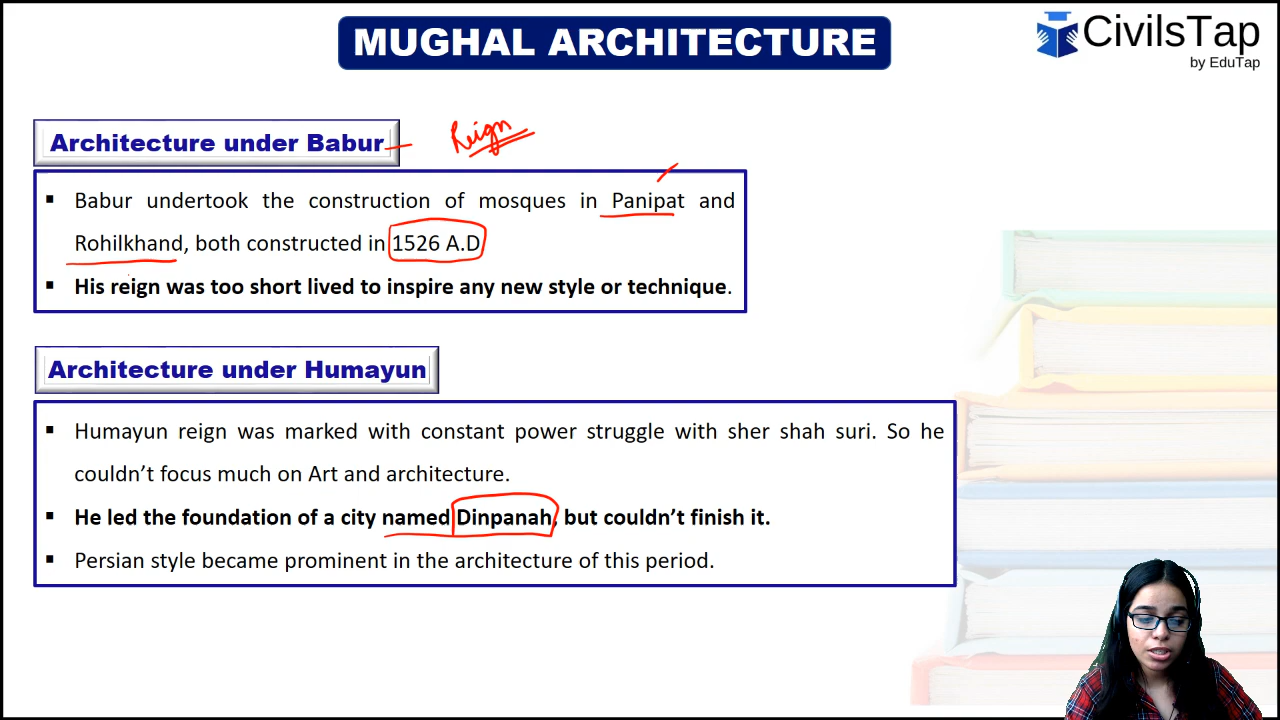 MUGHAL ARCHITECTURE
CivilsTap
by EduTap
Architecture under Babur
Reign
▪ Babur undertook the construction of mosques in Panipat and
Rohilkhand, both constructed in 1526 A.D
▪ His reign was too short lived to inspire any new style or technique.
Architecture under Humayun
▪ Humayun reign was marked with constant power struggle with sher shah suri. So he
couldn't focus much on Art and architecture.
▪ He led the foundation of a city named Dinpanah, but couldn't finish it.
▪ Persian style became prominent in the architecture of this period.